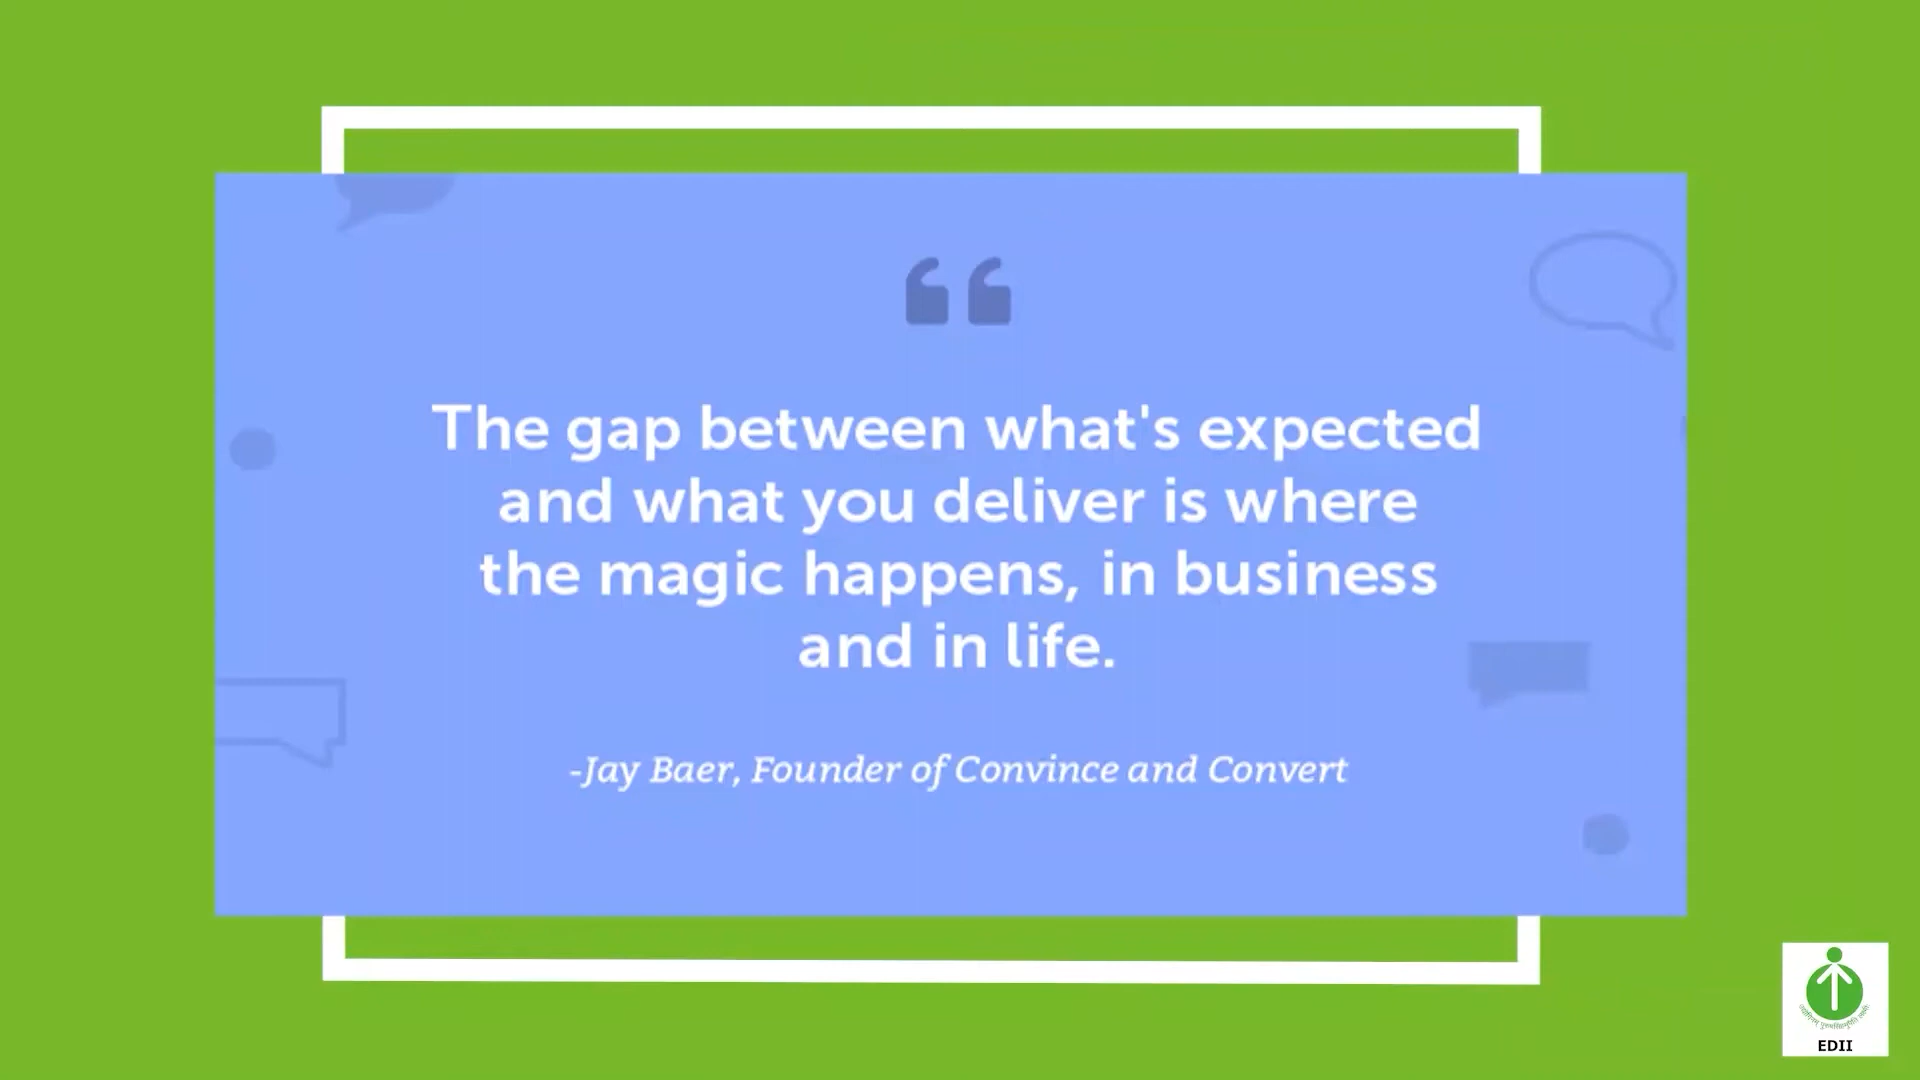 “
The gap between what's expected
and what you deliver is where
the magic happens, in business
and in life.
-Jay Baer, Founder of Convince and Convert
EDII